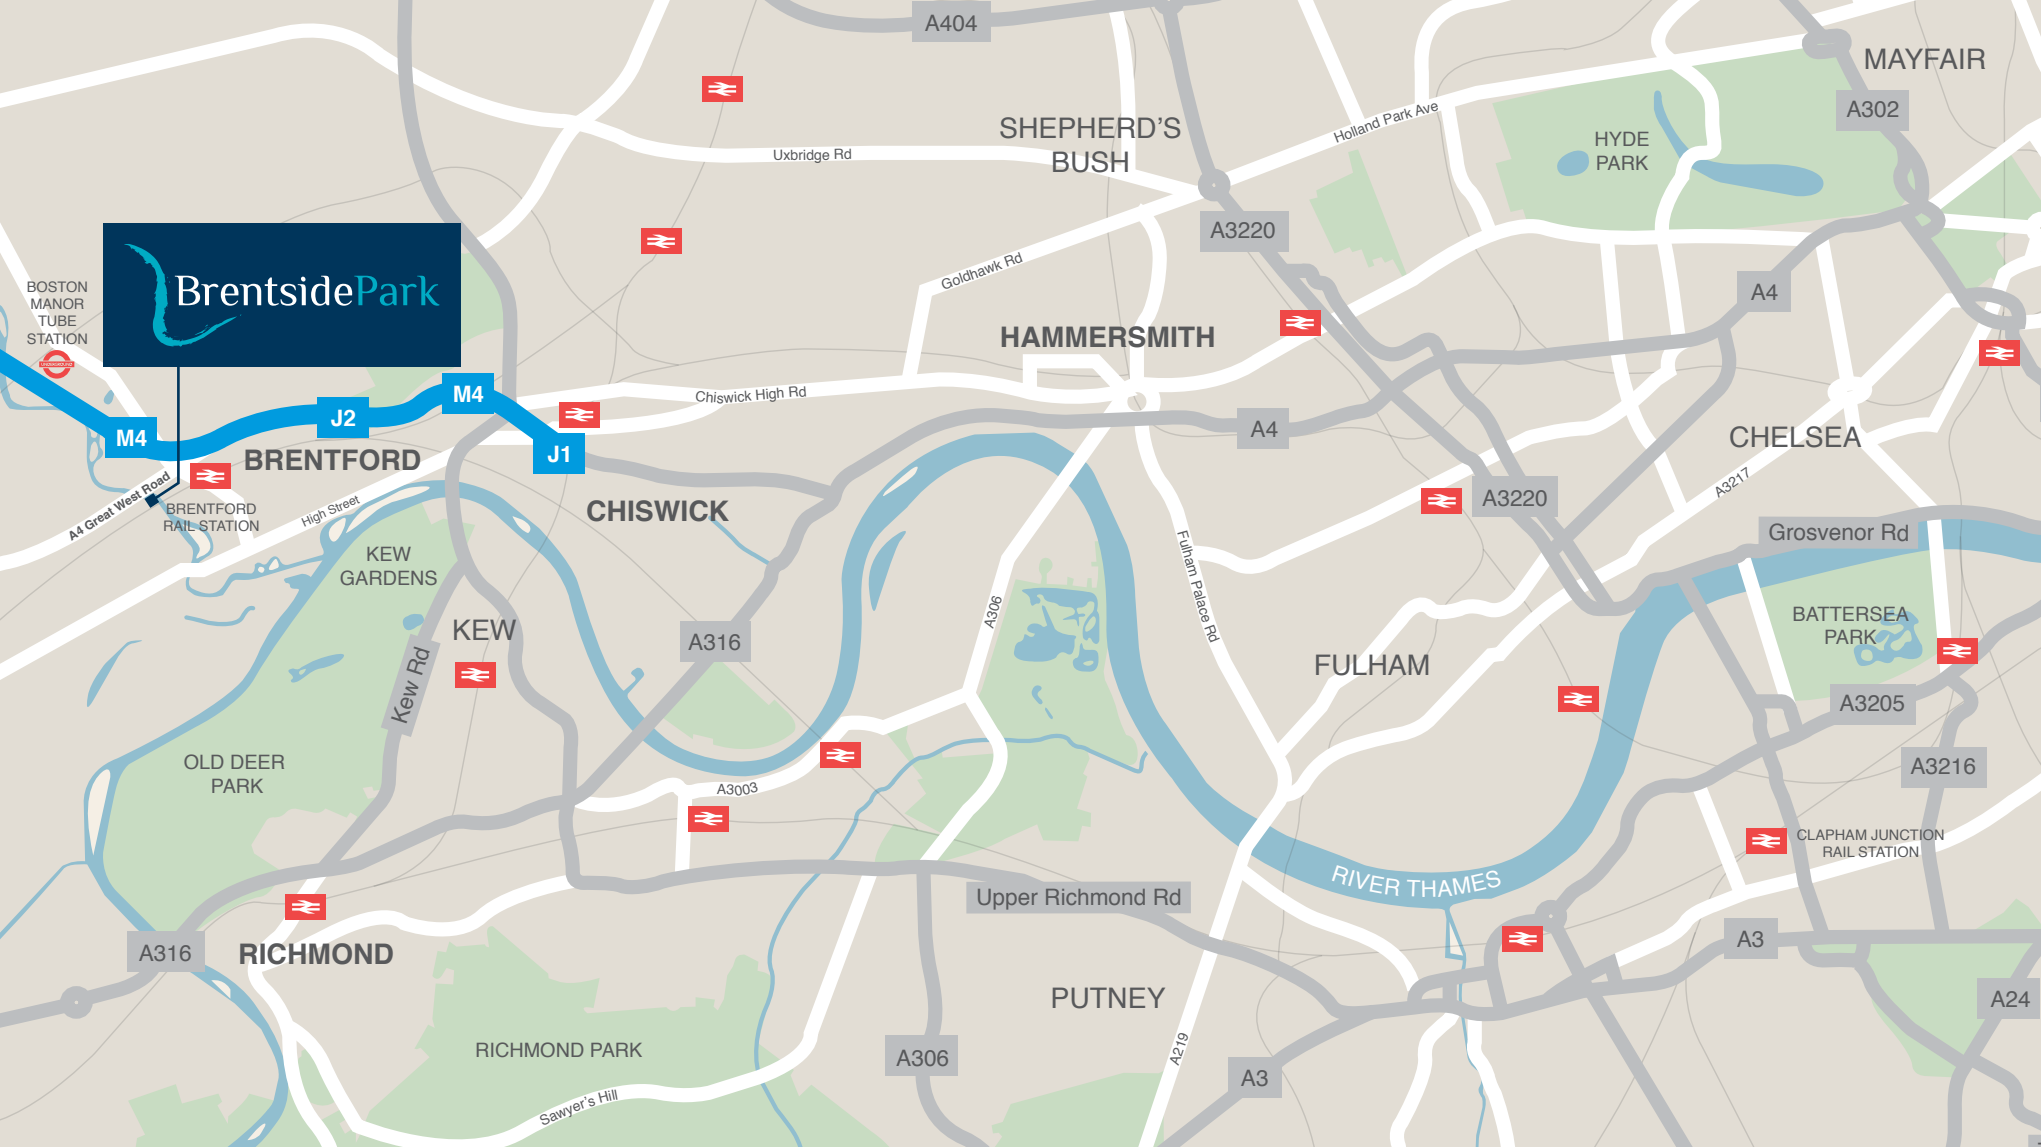 A404
MAYFAIR
A302
SHEPHERD'S
BUSH
Holland Park Ave
HYDE
PARK
Uxbridge Rd
A3220
Goldhawk Rd
BOSTON
MANOR
TUBE
STATION
UNDERGROUND
BrentsidePark
A4
HAMMERSMITH
M4
Chiswick High Rd
J2
M4
A4
J1
BRENTFORD
CHELSEA
A3217
A4 Great West Road
High Street
BRENTFORD
RAIL STATION
CHISWICK
A3220
Grosvenor Rd
KEW
GARDENS
Fulham Palace Rd
A306
KEW
A316
BATTERSEA
PARK
FULHAM
Kew Rd
A3205
OLD DEER
PARK
A3216
A3003
CLAPHAM JUNCTION
RAIL STATION
RIVER THAMES
Upper Richmond Rd
A316
RICHMOND
A3
PUTNEY
A24
RICHMOND PARK
A306
A219
A3
Sawyer's Hill